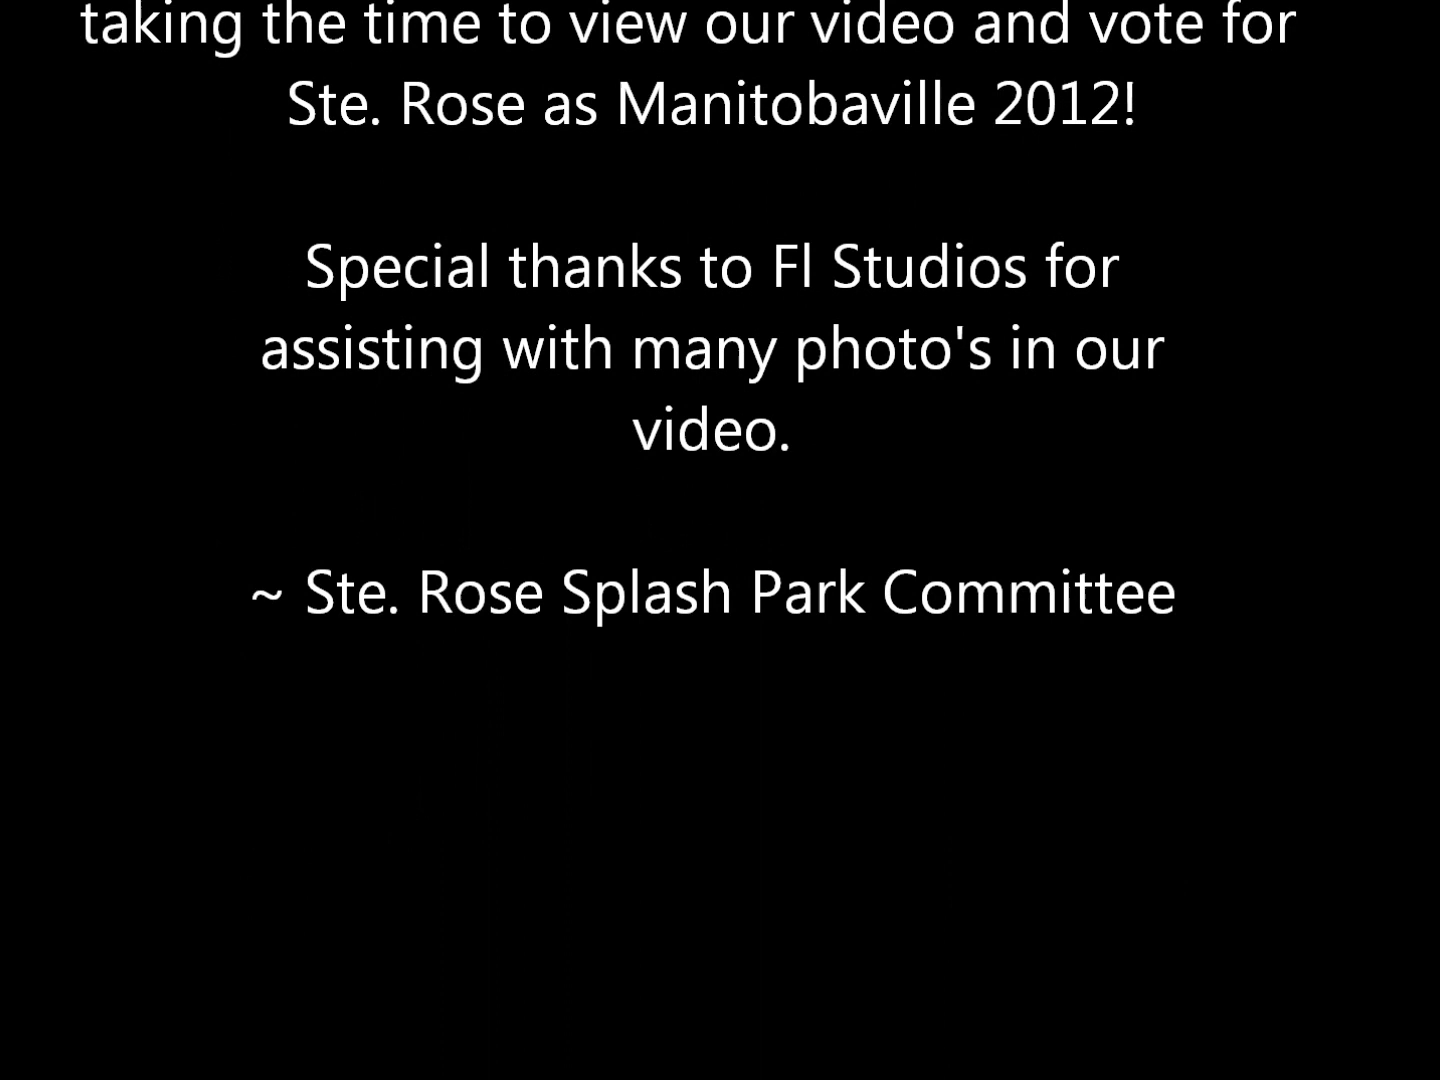 taking the time to view our video and vote for
Ste. Rose as Manitobaville 2012!
Special thanks to Fl Studios for
assisting with many photo's in our
video.
~ Ste. Rose Splash Park Committee